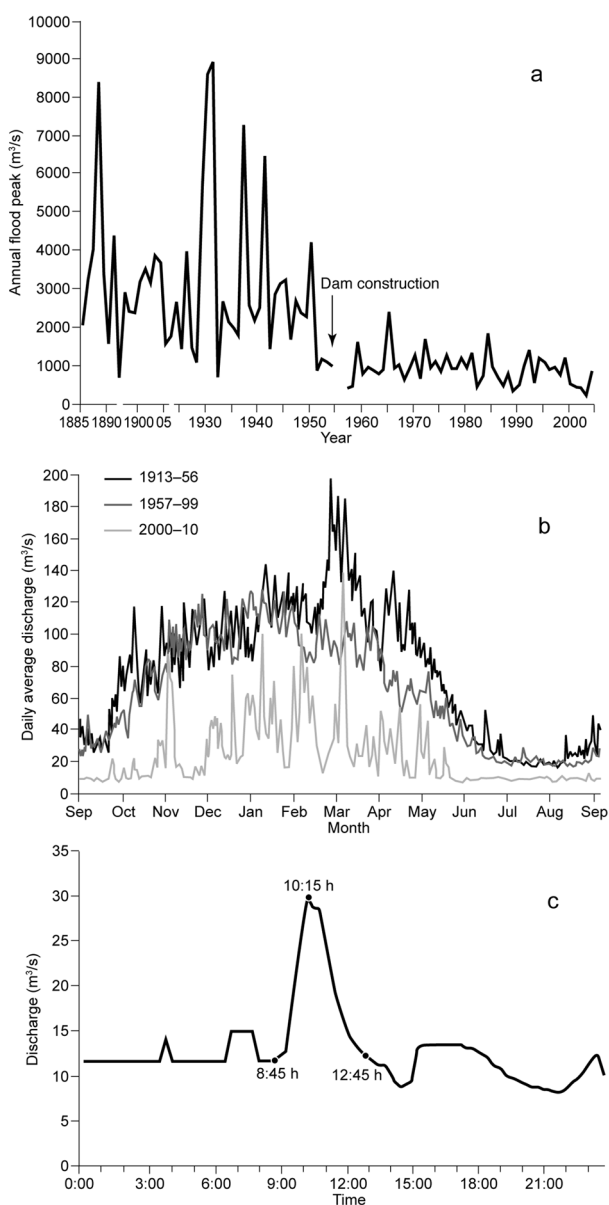 a
Annual flood peak (m³/s)
10000
9000
8000
7000
6000
5000
4000
3000
2000
1000
0
Dam construction
1885 1890 1900 05 1930 1940 1950 1960 1970 1980 1990 2000
Year
b
1913–56
1957–99
2000–10
Daily average discharge (m³/s)
200
180
160
140
120
100
80
60
40
20
0
Sep Oct Nov Dec Jan Feb Mar Apr May Jun Jul Aug Sep
Month
c
Discharge (m³/s)
35
30
25
20
15
10
5
0
10:15 h
8:45 h
12:45 h
0:00 3:00 6:00 9:00 12:00 15:00 18:00 21:00
Time